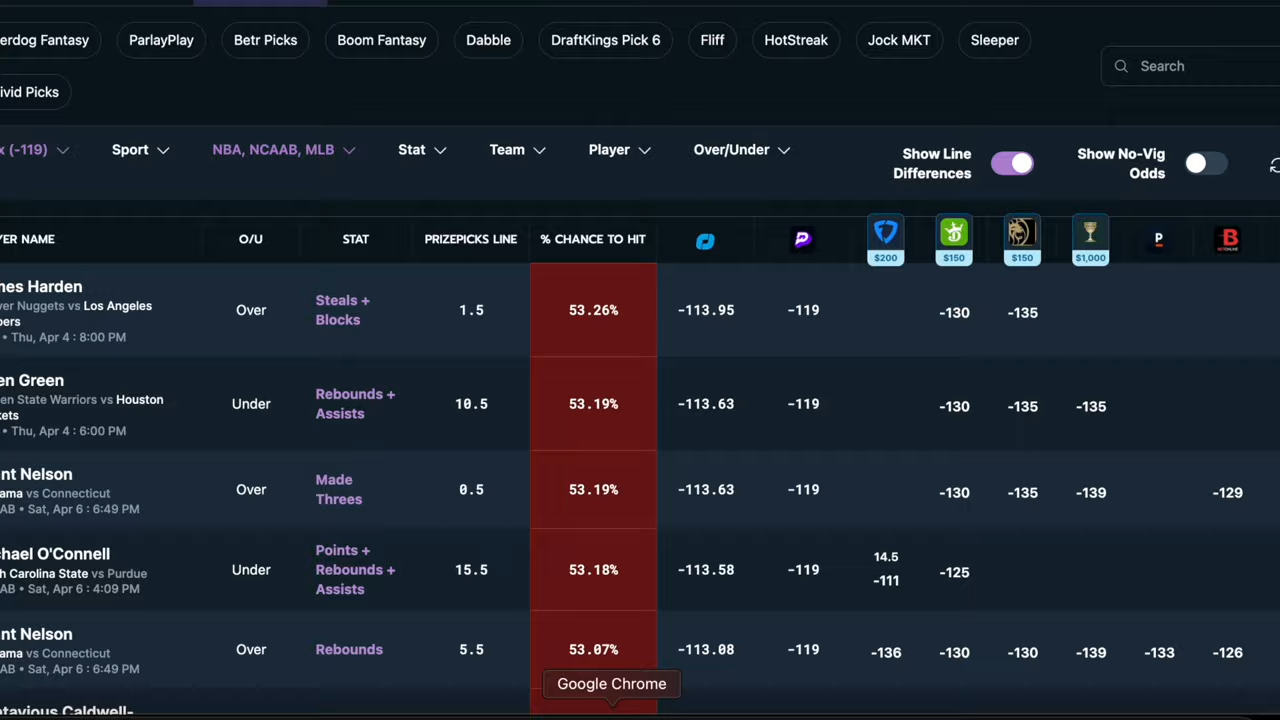 erdog Fantasy ParlayPlay Betr Picks Boom Fantasy Dabble DraftKings Pick 6 Fliff HotStreak Jock MKT Sleeper
Search
ivid Picks
x (-119) Sport NBA, NCAAB, MLB Stat Team Player Over/Under
Show Line Differences
Show No-Vig Odds
YER NAME O/U STAT PRIZEPICKS LINE % CHANCE TO HIT P $200 $150 $150 $1,000 P B BETONLINE
mes Harden
ver Nuggets vs Los Angeles
pers
• Thu, Apr 4 : 8:00 PM
Over Steals + Blocks 1.5 53.26% -113.95 -119 -130 -135
en Green
en State Warriors vs Houston
kets
• Thu, Apr 4 : 6:00 PM
Under Rebounds + Assists 10.5 53.19% -113.63 -119 -130 -135 -135
nt Nelson
ama vs Connecticut
AB • Sat, Apr 6 : 6:49 PM
Over Made Threes 0.5 53.19% -113.63 -119 -130 -135 -139 -129
chael O'Connell
h Carolina State vs Purdue
AB • Sat, Apr 6 : 4:09 PM
Under Points + Rebounds + Assists 15.5 53.18% -113.58 -119 14.5 -111 -125
nt Nelson
ama vs Connecticut
AB • Sat, Apr 6 : 6:49 PM
Over Rebounds 5.5 53.07% -113.08 -119 -136 -130 -130 -139 -133 -126
Google Chrome
ntavious Caldwell-